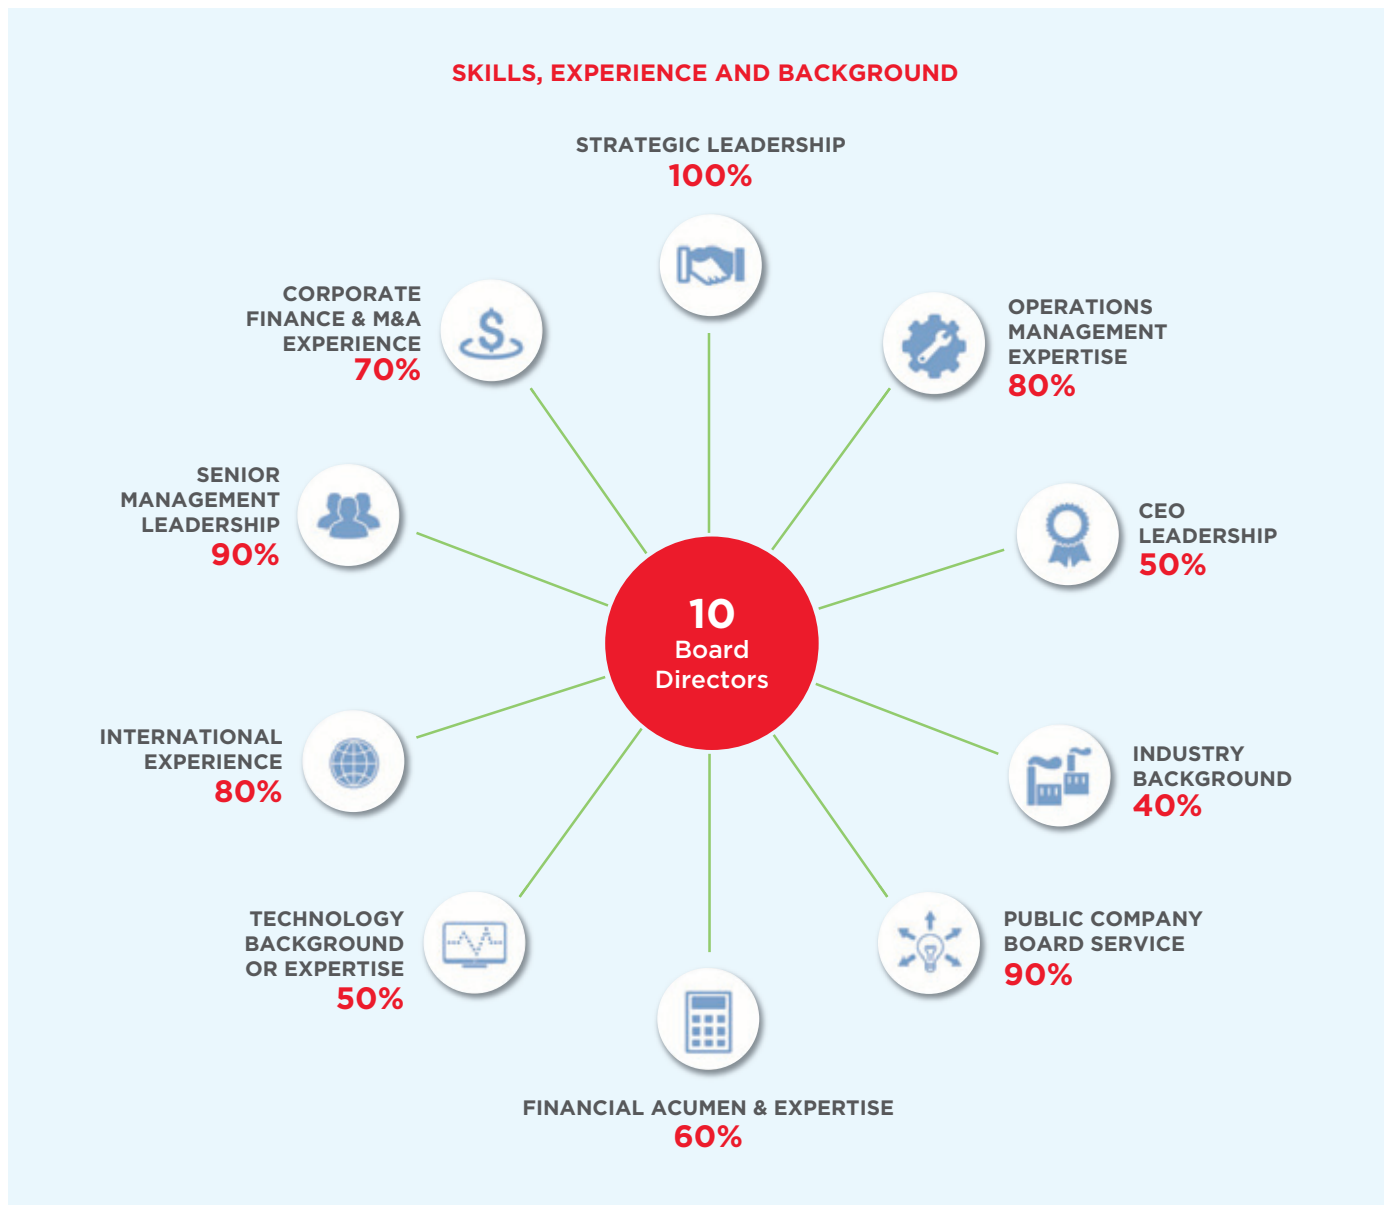 SKILLS, EXPERIENCE AND BACKGROUND
STRATEGIC LEADERSHIP
100%
OPERATIONS
MANAGEMENT
EXPERTISE
80%
CEO
LEADERSHIP
50%
INDUSTRY
BACKGROUND
40%
PUBLIC COMPANY
BOARD SERVICE
90%
FINANCIAL ACUMEN & EXPERTISE
60%
TECHNOLOGY
BACKGROUND
OR EXPERTISE
50%
INTERNATIONAL
EXPERIENCE
80%
SENIOR
MANAGEMENT
LEADERSHIP
90%
CORPORATE
FINANCE & M&A
EXPERIENCE
70%
$
10
Board
Directors